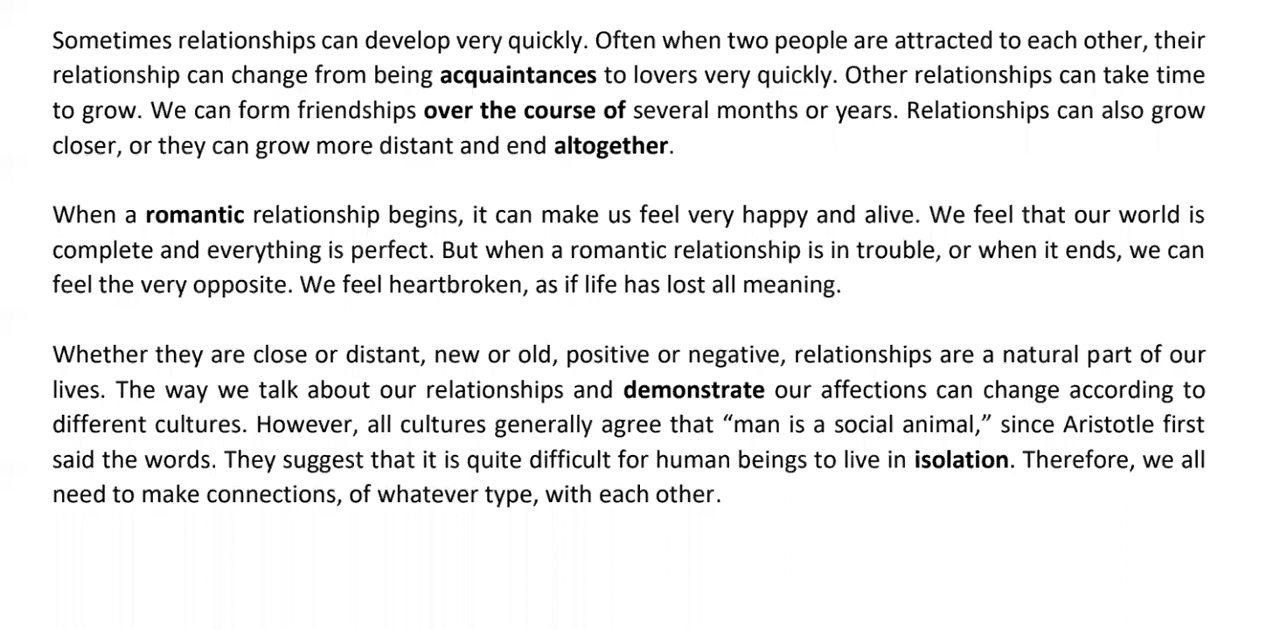 Sometimes relationships can develop very quickly. Often when two people are attracted to each other, their
relationship can change from being acquaintances to lovers very quickly. Other relationships can take time
to grow. We can form friendships over the course of several months or years. Relationships can also grow
closer, or they can grow more distant and end altogether.
When a romantic relationship begins, it can make us feel very happy and alive. We feel that our world is
complete and everything is perfect. But when a romantic relationship is in trouble, or when it ends, we can
feel the very opposite. We feel heartbroken, as if life has lost all meaning.
Whether they are close or distant, new or old, positive or negative, relationships are a natural part of our
lives. The way we talk about our relationships and demonstrate our affections can change according to
different cultures. However, all cultures generally agree that “man is a social animal,” since Aristotle first
said the words. They suggest that it is quite difficult for human beings to live in isolation. Therefore, we all
need to make connections, of whatever type, with each other.